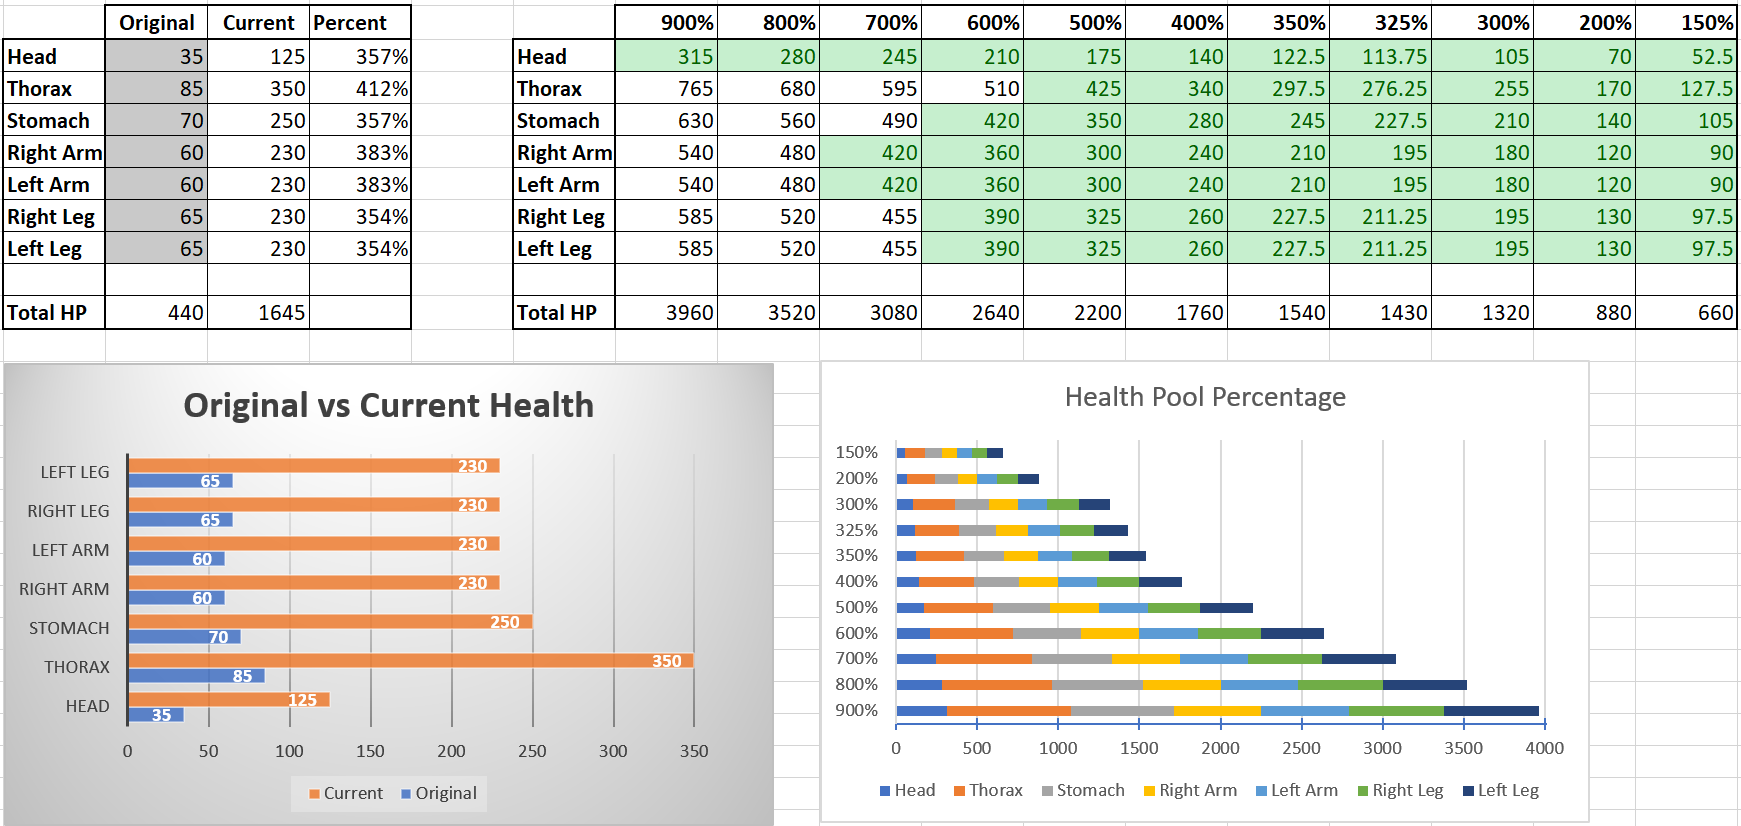 Original Current Percent
Head 35 125 357%
Thorax 85 350 412%
Stomach 70 250 357%
Right Arm 60 230 383%
Left Arm 60 230 383%
Right Leg 65 230 354%
Left Leg 65 230 354%
Total HP 440 1645
900% 800% 700% 600% 500% 400% 350% 325% 300% 200% 150%
Head 315 280 245 210 175 140 122.5 113.75 105 70 52.5
Thorax 765 680 595 510 425 340 297.5 276.25 255 170 127.5
Stomach 630 560 490 420 350 280 245 227.5 210 140 105
Right Arm 540 480 420 360 300 240 210 195 180 120 90
Left Arm 540 480 420 360 300 240 210 195 180 120 90
Right Leg 585 520 455 390 325 260 227.5 211.25 195 130 97.5
Left Leg 585 520 455 390 325 260 227.5 211.25 195 130 97.5
Total HP 3960 3520 3080 2640 2200 1760 1540 1430 1320 880 660
Original vs Current Health
LEFT LEG 230 65
RIGHT LEG 230 65
LEFT ARM 230 60
RIGHT ARM 230 60
STOMACH 250 70
THORAX 350 85
HEAD 125 35
0 50 100 150 200 250 300 350
Current Original
Health Pool Percentage
150%
200%
300%
325%
350%
400%
500%
600%
700%
800%
900%
0 500 1000 1500 2000 2500 3000 3500 4000
Head Thorax Stomach Right Arm Left Arm Right Leg Left Leg